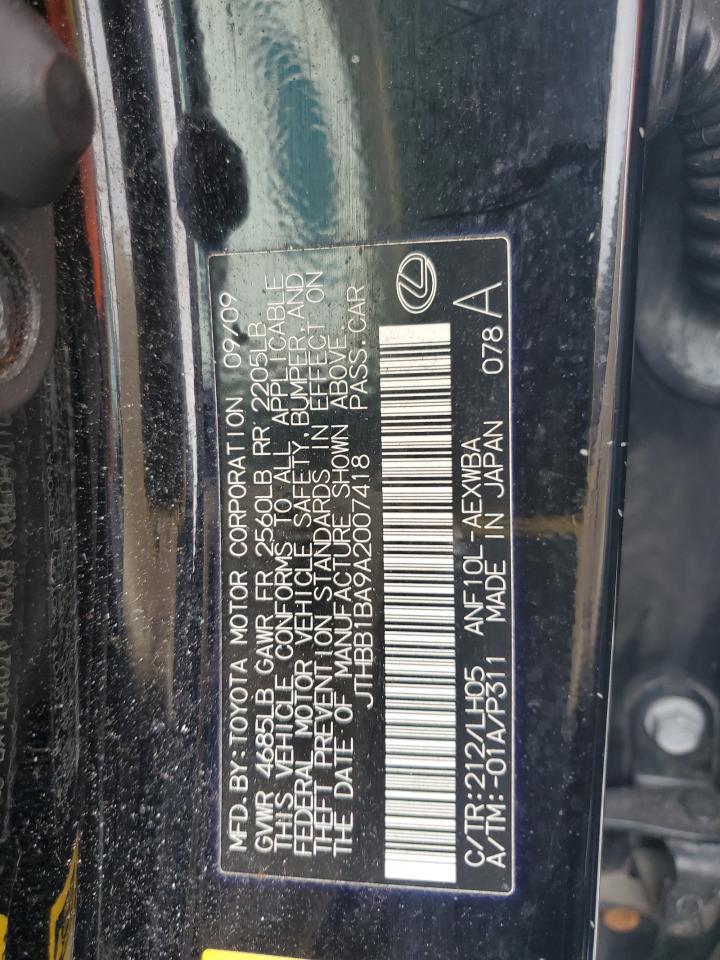 MFD.BY:TOYOTA MOTOR CORPORATION 09/09
GVWR 4685LB GAWR FR 2560LB RR 2205LB
THIS VEHICLE CONFORMS TO ALL APPLICABLE
FEDERAL MOTOR VEHICLE SAFETY,BUMPER,AND
THEFT PREVENTION STANDARDS IN EFFECT ON
THE DATE OF MANUFACTURE SHOWN ABOVE.
JTHBB1BA9A2007418 PASS.CAR
C/TR:212/LH05 ANF10L-AEXWBA 078
A/TM:-01A/P311 MADE IN JAPAN A